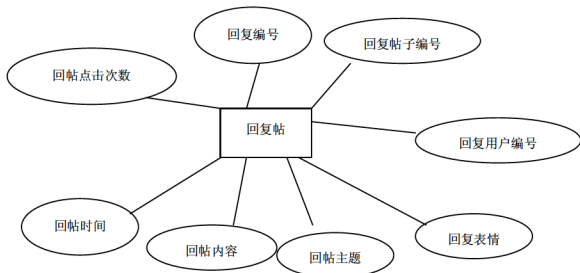 回复编号
回复帖子编号
回帖点击次数
回复帖
回复用户编号
回帖时间
回帖内容
回帖主题
回复表情